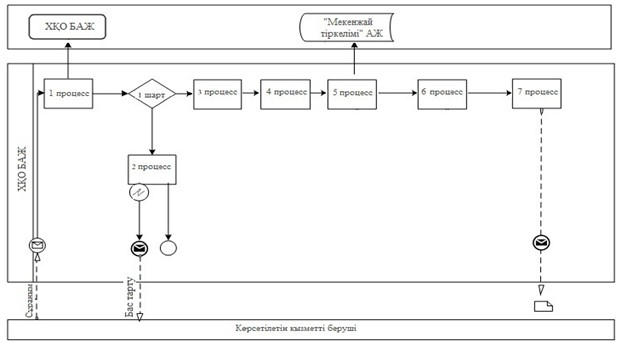 ХҚО БАЖ
"Мекенжай
тіркелімі" АЖ
ХҚО БАЖ
1 процесс
1 шарт
3 процесс
4 процесс
5 процесс
6 процесс
7 процесс
2 процесс
Сұраным
Бас тарту
Көрсетілетін қызметті беруші